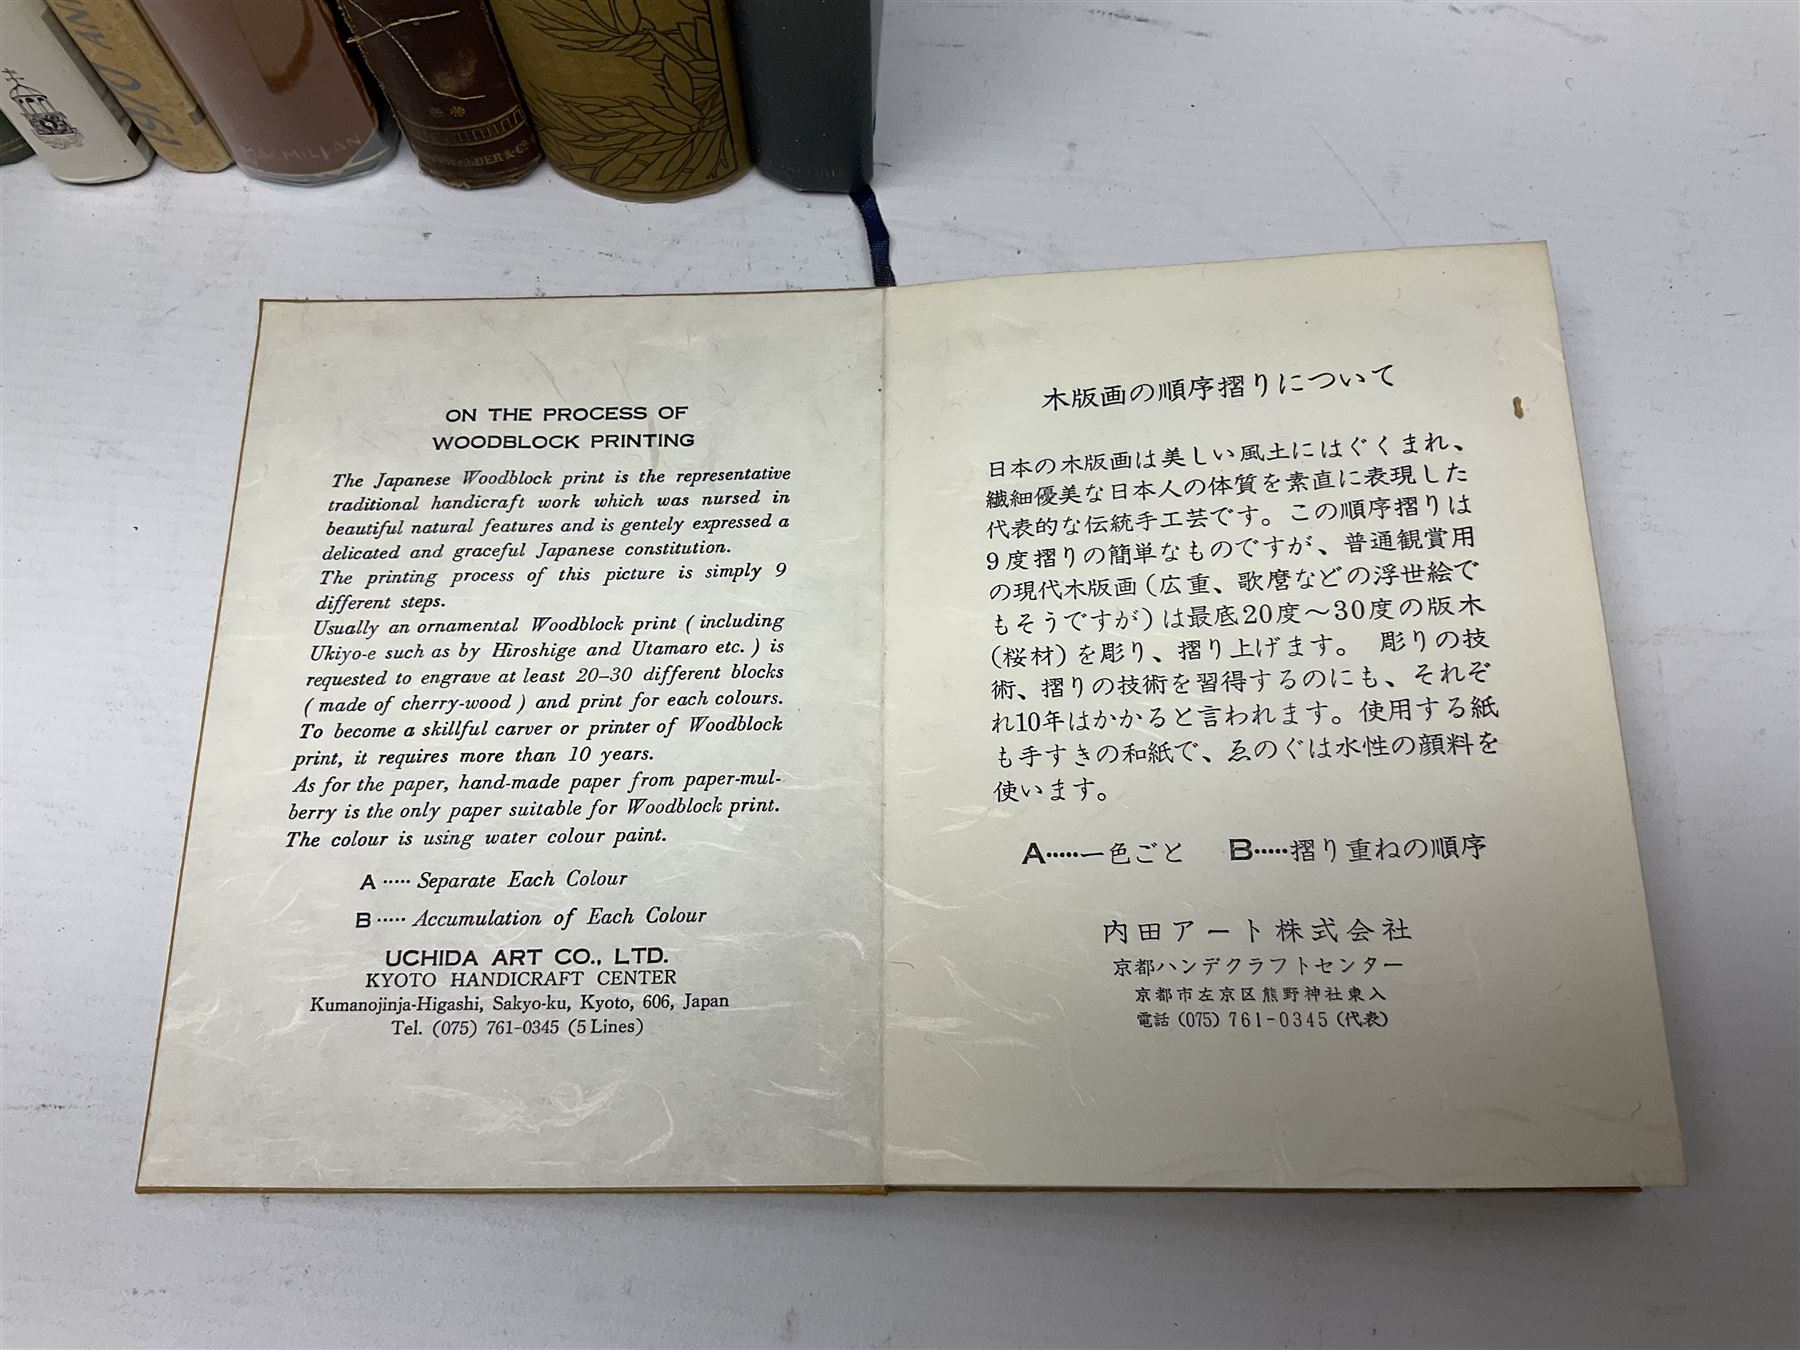 1910
MACMILLAN
ON THE PROCESS OF
WOODBLOCK PRINTING
The Japanese Woodblock print is the representative
traditional handicraft work which was nursed in
beautiful natural features and is gentely expressed a
delicated and graceful Japanese constitution.
The printing process of this picture is simply 9
different steps.
Usually an ornamental Woodblock print ( including
Ukiyo-e such as by Hiroshige and Utamaro etc. ) is
requested to engrave at least 20–30 different blocks
( made of cherry-wood ) and print for each colours.
To become a skillful carver or printer of Woodblock
print, it requires more than 10 years.
As for the paper, hand-made paper from paper-mul-
berry is the only paper suitable for Woodblock print.
The colour is using water colour paint.
A ····· Separate Each Colour
B ····· Accumulation of Each Colour
UCHIDA ART CO., LTD.
KYOTO HANDICRAFT CENTER
Kumanojinja-Higashi, Sakyo-ku, Kyoto, 606, Japan
Tel. (075) 761-0345 (5 Lines)
木版画の順序摺りについて
日本の木版画は美しい風土にはぐくまれ、
繊細優美な日本人の体質を素直に表現した
代表的な伝統手工芸です。この順序摺りは
9度摺りの簡単なものですが、普通観賞用
の現代木版画(広重、歌麿などの浮世絵で
もそうですが)は最底20度〜30度の版木
(桜材)を彫り、摺り上げます。 彫りの技
術、摺りの技術を習得するのにも、それぞ
れ10年はかかると言われます。使用する紙
も手すきの和紙で、ゑのぐは水性の顔料を
使います。
A·····一色ごと B·····摺り重ねの順序
内田アート株式会社
京都ハンデクラフトセンター
京都市左京区熊野神社東入
電話 (075) 761-0345 (代表)